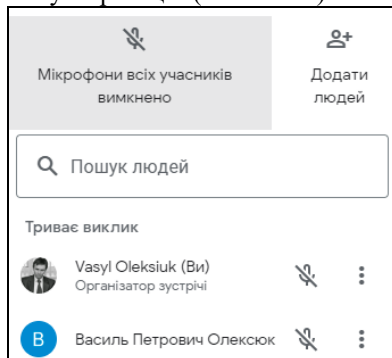 Мікрофони всіх учасників
вимкнено
Додати
людей
Пошук людей
Триває виклик
Vasyl Oleksiuk (Ви)
Організатор зустрічі
В
Василь Петрович Олексюк